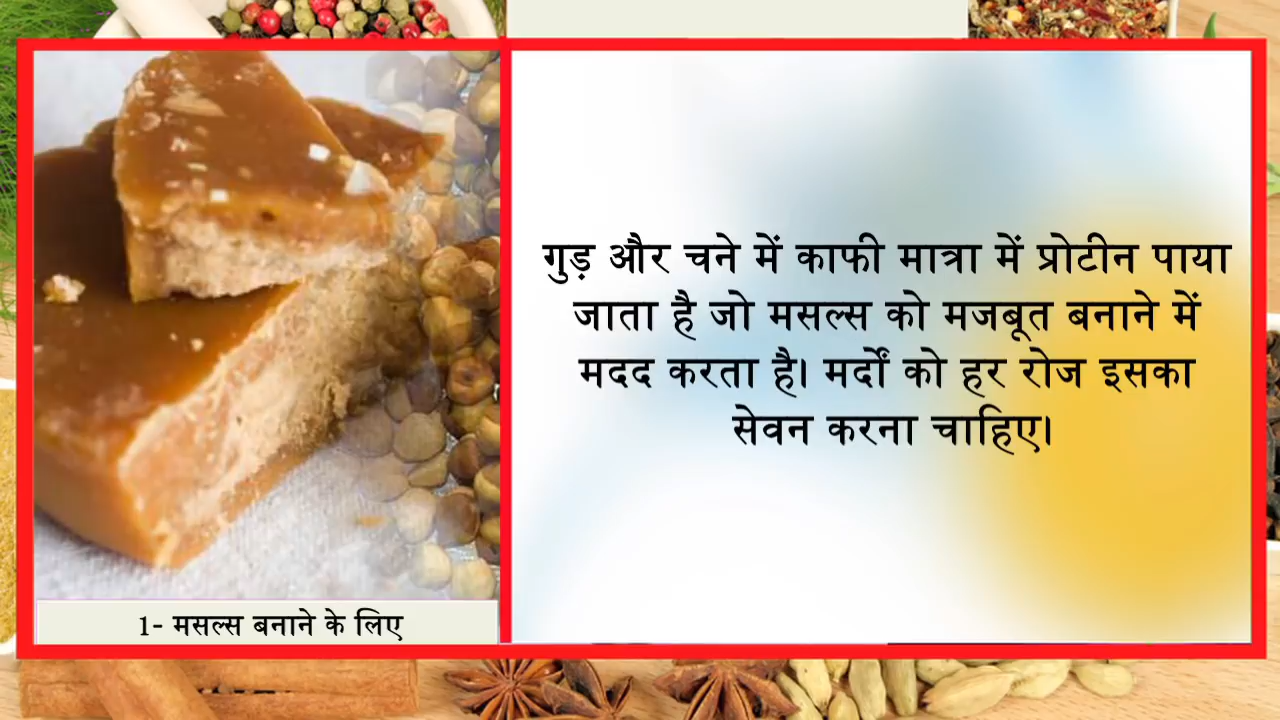 गुड़ और चने में काफी मात्रा में प्रोटीन पाया
जाता है जो मसल्स को मजबूत बनाने में
मदद करता है। मर्दों को हर रोज इसका
सेवन करना चाहिए।
1- मसल्स बनाने के लिए